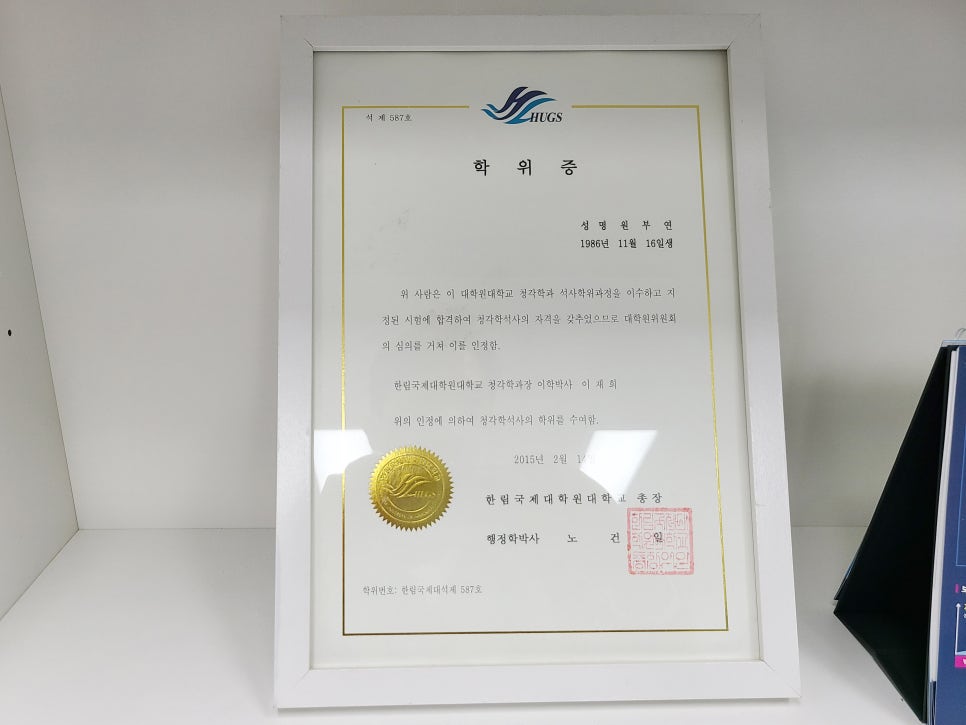 석 제 587호
HUGS
학 위 증
성 명 원 부 연
1986년 11월 16일생
위 사람은 이 대학원대학교 청각학과 석사학위과정을 이수하고 지
정된 시험에 합격하여 청각학석사의 자격을 갖추었으므로 대학원위원회
의 심의를 거쳐 이를 인정함.
한림국제대학원대학교 청각학과장 이학박사 이 재 희
위의 인정에 의하여 청각학석사의 학위를 수여함.
2015년 2월
한림국제대학원대학교 총장
행정학박사 노 건 일
학위번호: 한림국제대석제 587호